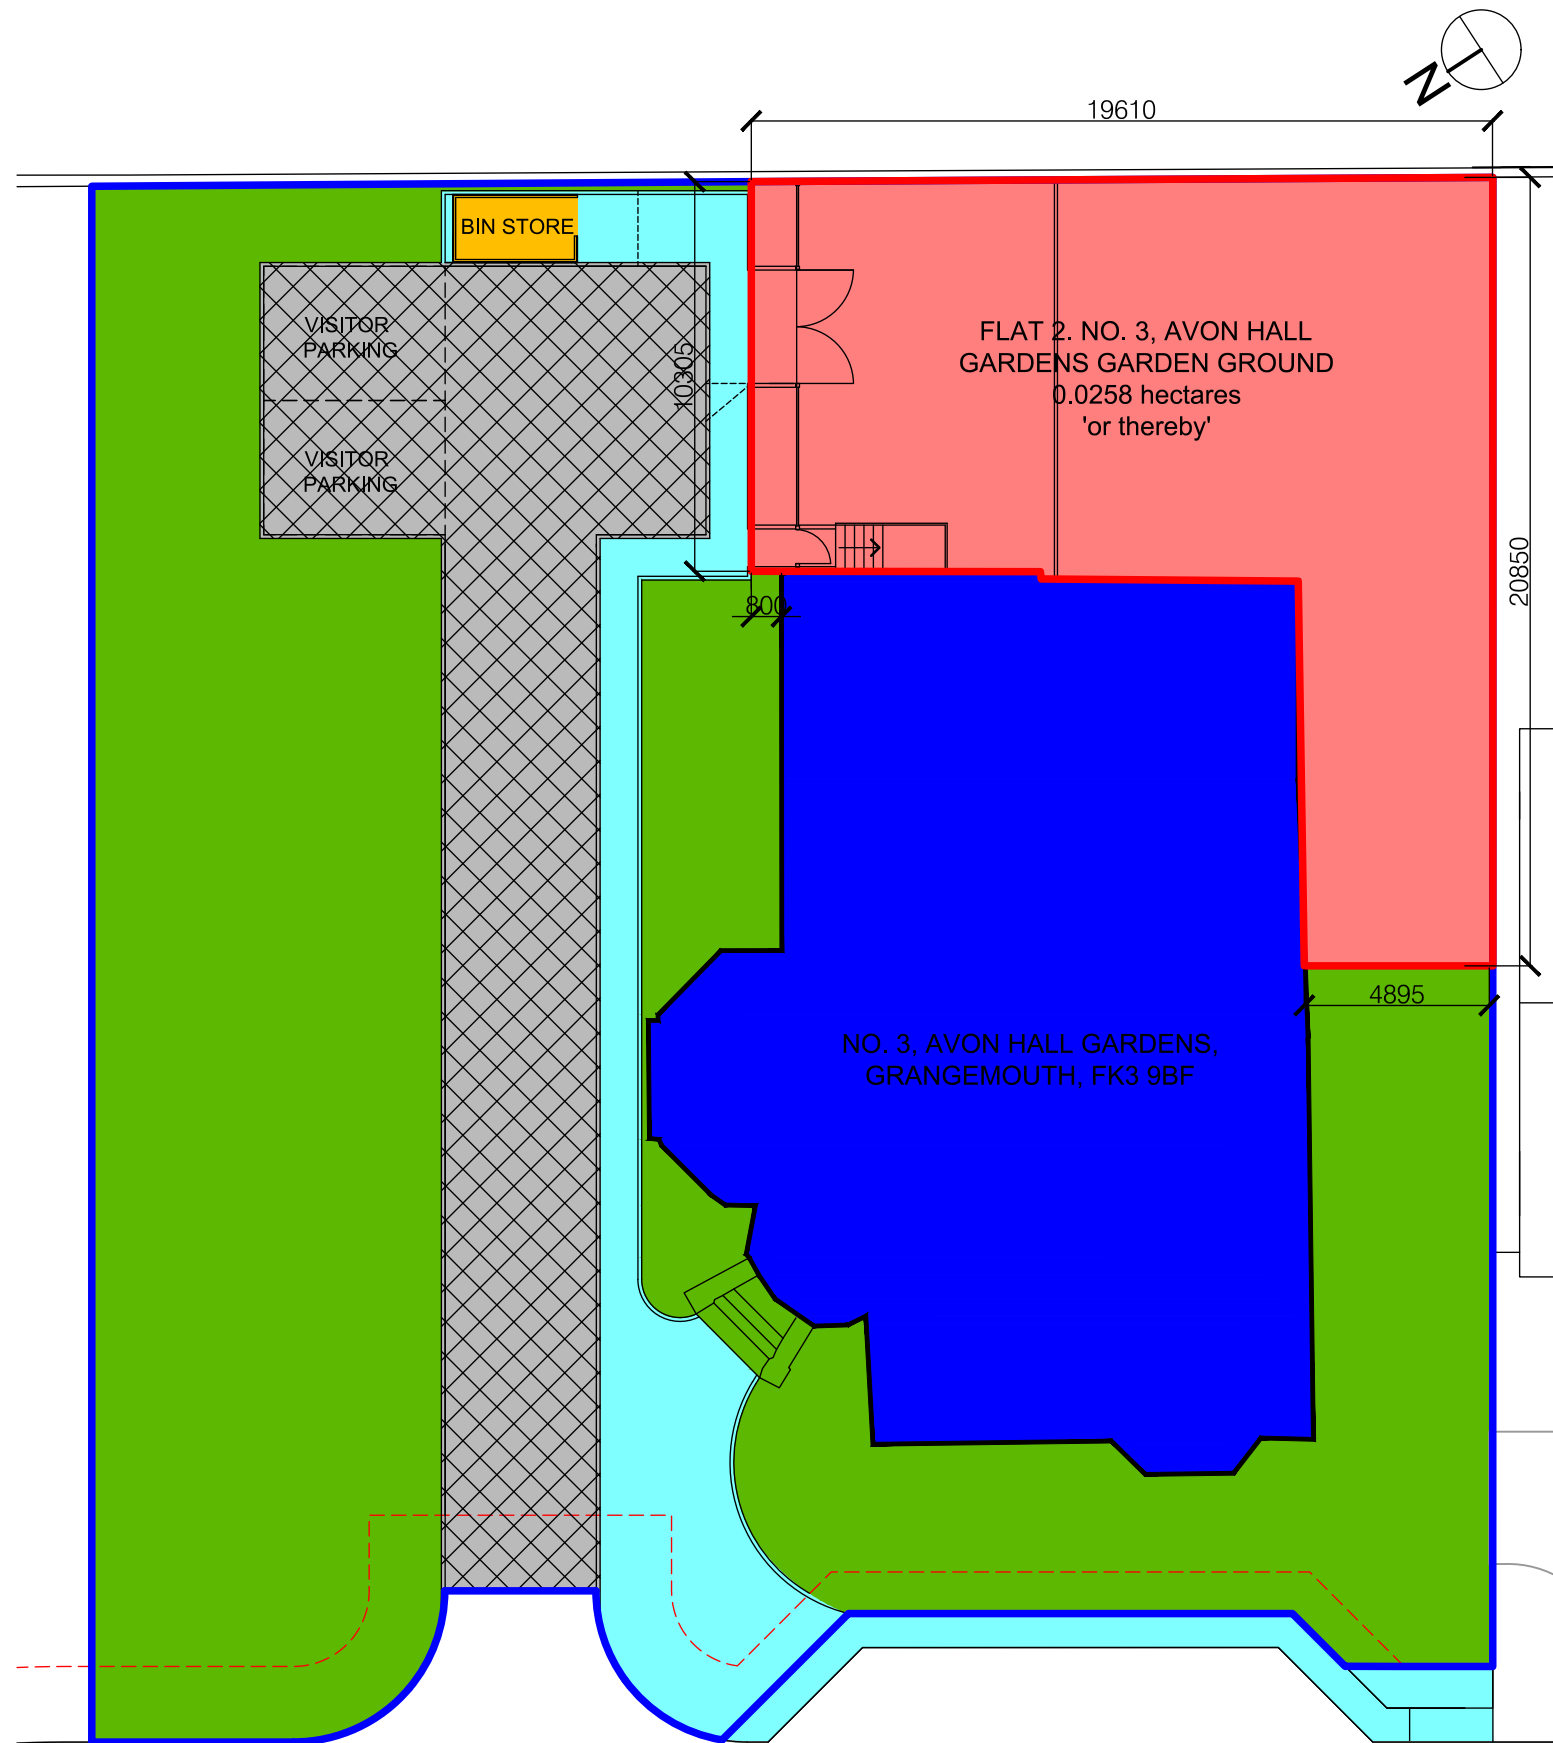 N
19610
BIN STORE
VISITOR
PARKING
10305
FLAT 2. NO. 3, AVON HALL
GARDENS GARDEN GROUND
0.0258 hectares
'or thereby'
VISITOR
PARKING
20850
800
4895
NO. 3, AVON HALL GARDENS,
GRANGEMOUTH, FK3 9BF